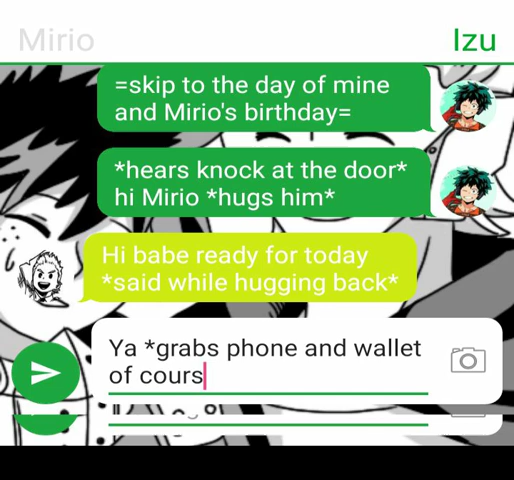 Mirio Izu
=skip to the day of mine
and Mirio's birthday=
*hears knock at the door*
hi Mirio *hugs him*
Hi babe ready for today
*said while hugging back*
Ya *grabs phone and wallet
of cours